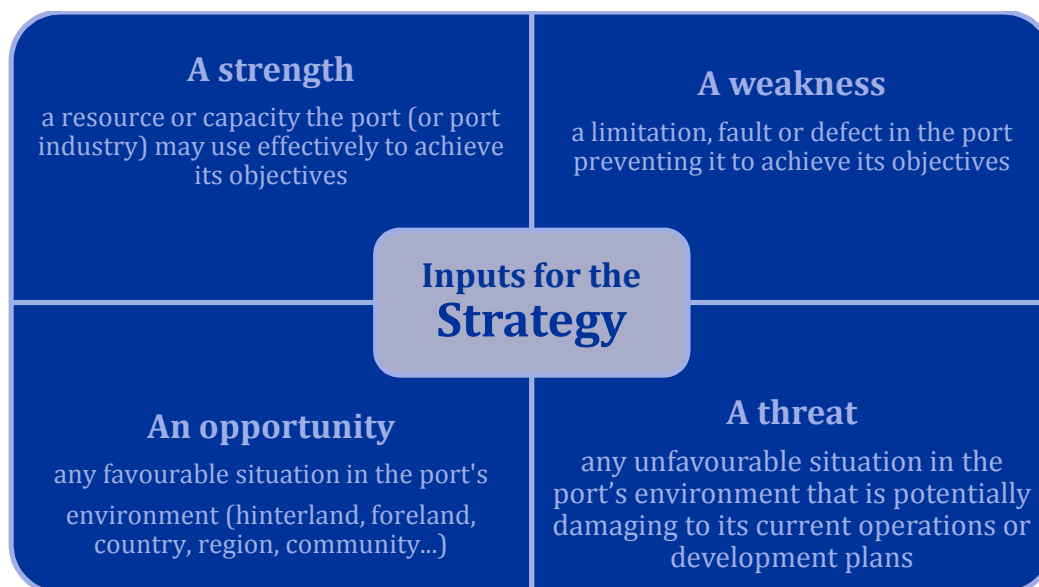 A strength
a resource or capacity the port (or port
industry) may use effectively to achieve
its objectives
A weakness
a limitation, fault or defect in the port
preventing it to achieve its objectives
Inputs for the
Strategy
An opportunity
any favourable situation in the port's
environment (hinterland, foreland,
country, region, community...)
A threat
any unfavourable situation in the
port’s environment that is potentially
damaging to its current operations or
development plans